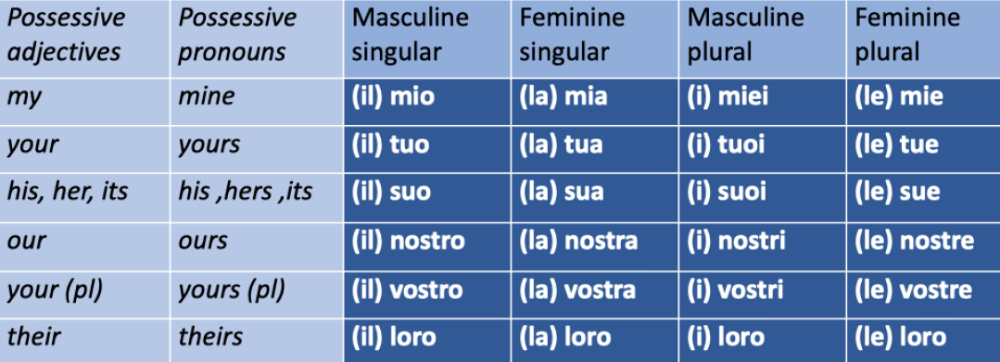 Possessive adjectives Possessive pronouns Masculine singular Feminine singular Masculine plural Feminine plural
my mine (il) mio (la) mia (i) miei (le) mie
your yours (il) tuo (la) tua (i) tuoi (le) tue
his, her, its his ,hers ,its (il) suo (la) sua (i) suoi (le) sue
our ours (il) nostro (la) nostra (i) nostri (le) nostre
your (pl) yours (pl) (il) vostro (la) vostra (i) vostri (le) vostre
their theirs (il) loro (la) loro (i) loro (le) loro